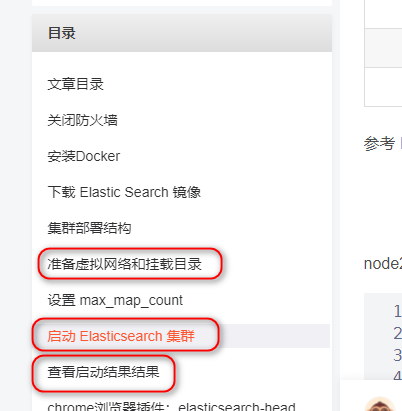 目录
文章目录
关闭防火墙
安装Docker
下载 Elastic Search 镜像
集群部署结构
准备虚拟网络和挂载目录
设置 max_map_count
启动 Elasticsearch 集群
查看启动结果结果
chrome浏览器插件：elasticsearch-head
参考
node2
1
2
3
4